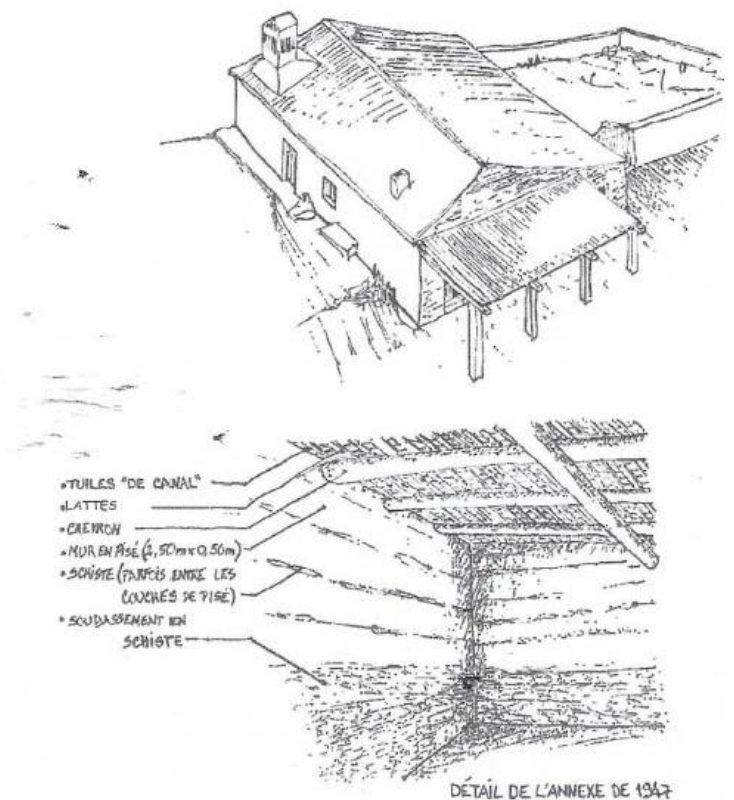 •TUILES "DE CANAL"
•LATTES
•CHEVRON
•MUR EN PISÉ (2,50m x 0,50m)
•SCHISTE (PARFOIS ENTRE LES
COUCHES DE PISÉ)
•SOUBASSEMENT EN
SCHISTE
DÉTAIL DE L'ANNEXE DE 1947